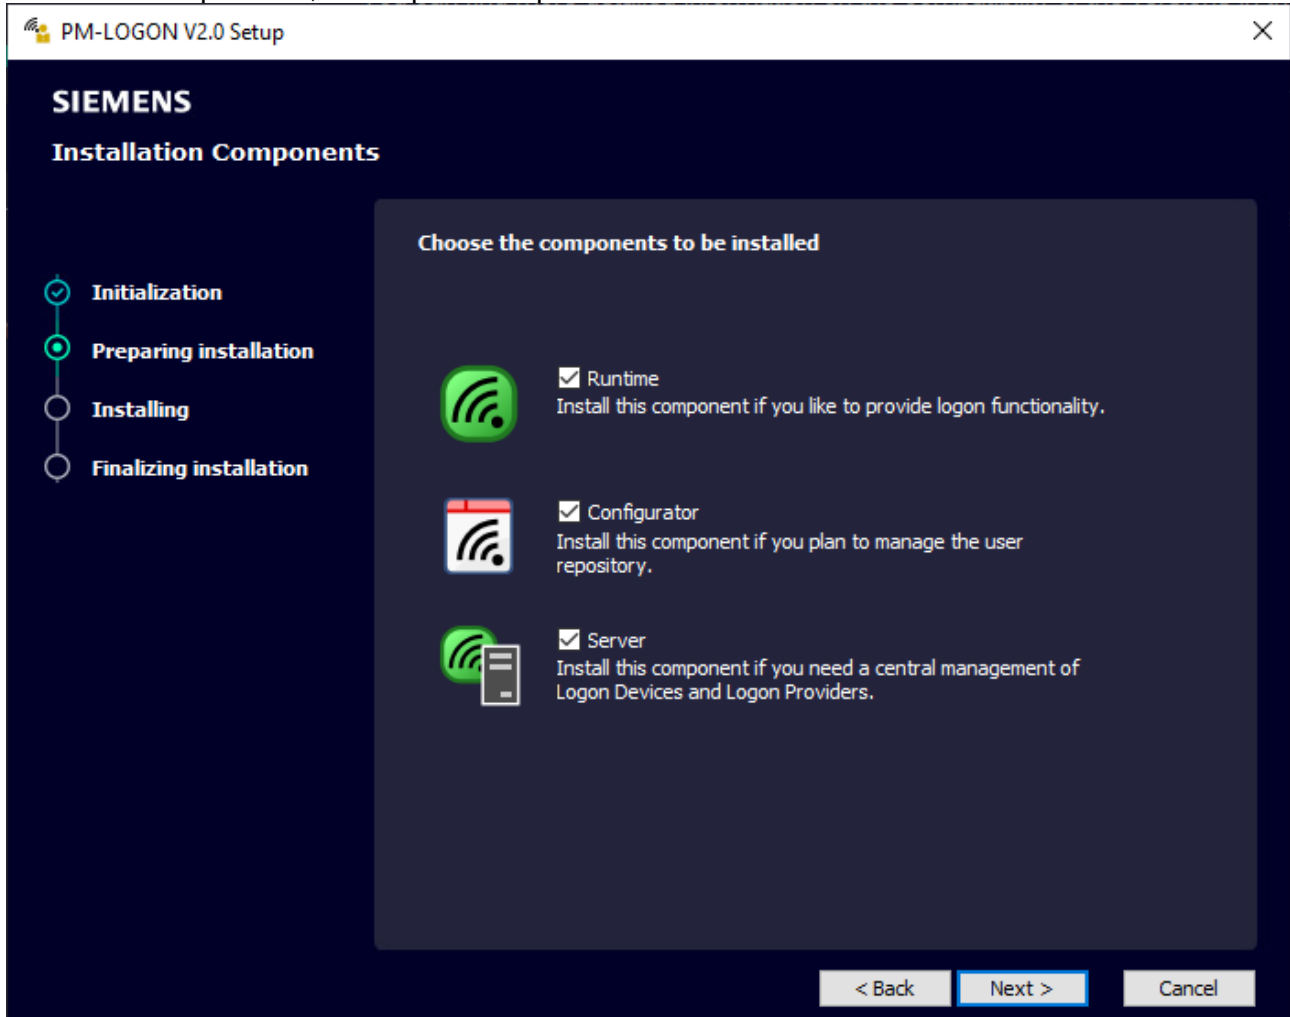 PM-LOGON V2.0 Setup
SIEMENS
Installation Components
Choose the components to be installed
Initialization
Preparing installation
Installing
Finalizing installation
Runtime
Install this component if you like to provide logon functionality.
Configurator
Install this component if you plan to manage the user
repository.
Server
Install this component if you need a central management of
Logon Devices and Logon Providers.
< Back
Next >
Cancel